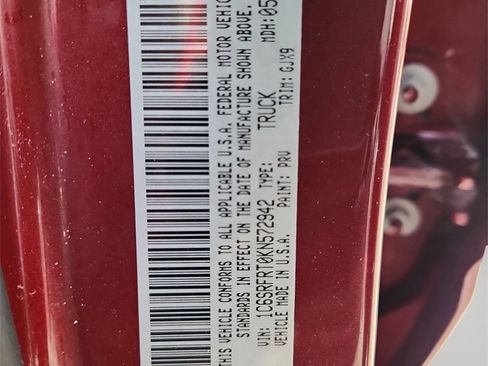 THIS VEHICLE CONFORMS TO ALL APPLICABLE U.S.A. FEDERAL MOTOR VEHIC
STANDARDS IN EFFECT ON THE DATE OF MANUFACTURE SHOWN ABOVE.
VIN: 1C6SRFRT0KN572942 TYPE: TRUCK MDH: 05
VEHICLE MADE IN U.S.A. PAINT: PRV TRIM: GJX9